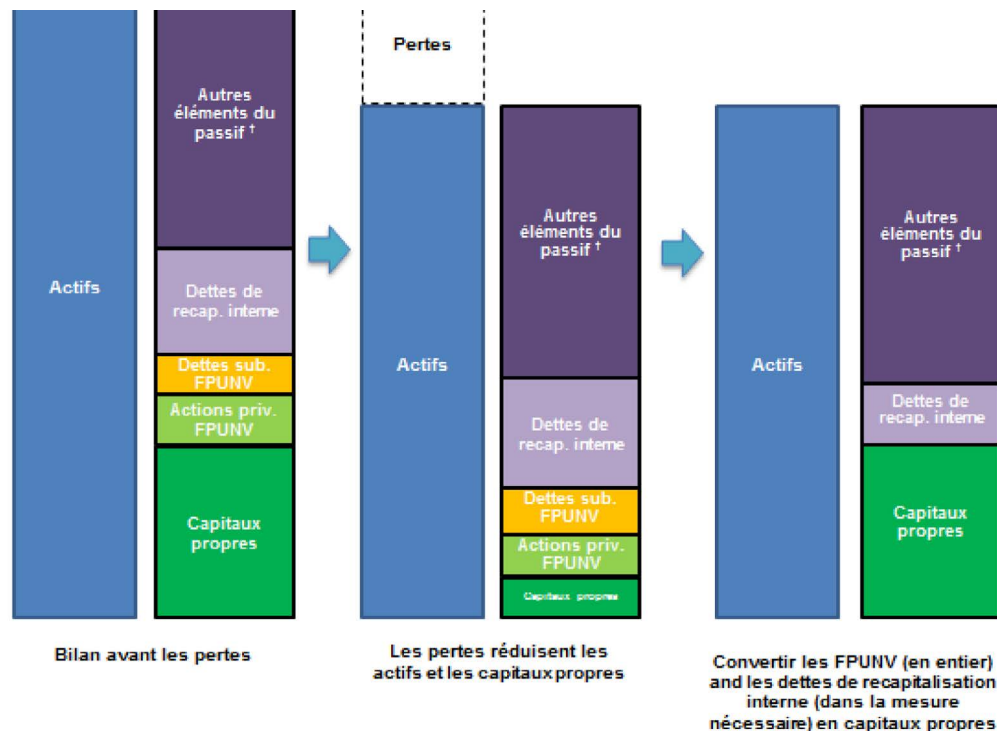 Actifs
Autres
éléments du
passif †
Dettes de
recap. interne
Dettes sub.
FPUNV
Actions priv.
FPUNV
Capitaux
propres
Bilan avant les pertes
Pertes
Actifs
Autres
éléments du
passif †
Dettes de
recap. interne
Dettes sub.
FPUNV
Actions priv.
FPUNV
Capitaux propres
Les pertes réduisent les
actifs et les capitaux propres
Actifs
Autres
éléments du
passif †
Dettes de
recap. interne
Capitaux
propres
Convertir les FPUNV (en entier)
and les dettes de recapitalisation
interne (dans la mesure
nécessaire) en capitaux propres